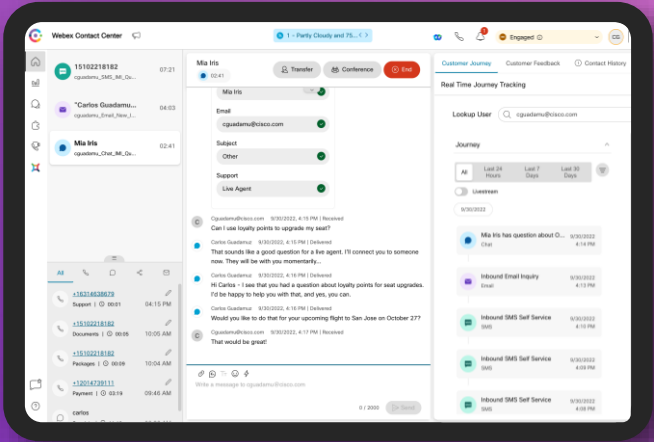 Webex Contact Center
1 - Partly Cloudy and 75...
Engaged
CG
15102218182
cguadamu_SMS_IMI_Qu...
07:21
"Carlos Guadamu...
cguadamu_Email_New_I...
04:03
Mia Iris
cguadamu_Chat_IMI_Qu...
02:41
All
+16314638679
Support | 00:01
04:15 PM
+15102218182
Documents | 00:05
10:05 AM
+15102218182
Packages | 00:09
10:04 AM
+12014739111
Payment | 03:19
09:46 AM
carlos
Mia Iris
02:41
Transfer
Conference
End
Mia Iris
Email
cguadamu@cisco.com
Subject
Other
Support
Live Agent
C
Cguadamu@cisco.com 9/30/2022, 4:15 PM | Received
Can I use loyalty points to upgrade my seat?
Carlos Guadamuz 9/30/2022, 4:15 PM | Delivered
That sounds like a good question for a live agent. I'll connect you to someone
now. They will be with you momentarily...
Carlos Guadamuz 9/30/2022, 4:16 PM | Delivered
Hi Carlos - I see that you had a question about loyalty points for seat upgrades.
I'd be happy to help you with that, and yes, you can.
Carlos Guadamuz 9/30/2022, 4:16 PM | Delivered
Would you like to do that for your upcoming flight to San Jose on October 27?
C
Cguadamu@cisco.com 9/30/2022, 4:17 PM | Received
That would be great!
Write a message to cguadamu@cisco.com
0 / 2000
Send
Customer Journey
Customer Feedback
Contact History
Real Time Journey Tracking
Lookup User
cguadamu@cisco.com
Journey
All
Last 24
Hours
Last 7
Days
Last 30
Days
Livestream
9/30/2022
Mia Iris has question about O...
Chat
9/30/2022
4:14 PM
Inbound Email Inquiry
Email
9/30/2022
4:13 PM
Inbound SMS Self Service
SMS
9/30/2022
4:10 PM
Inbound SMS Self Service
SMS
9/30/2022
4:09 PM
Inbound SMS Self Service
SMS
9/30/2022
4:08 PM